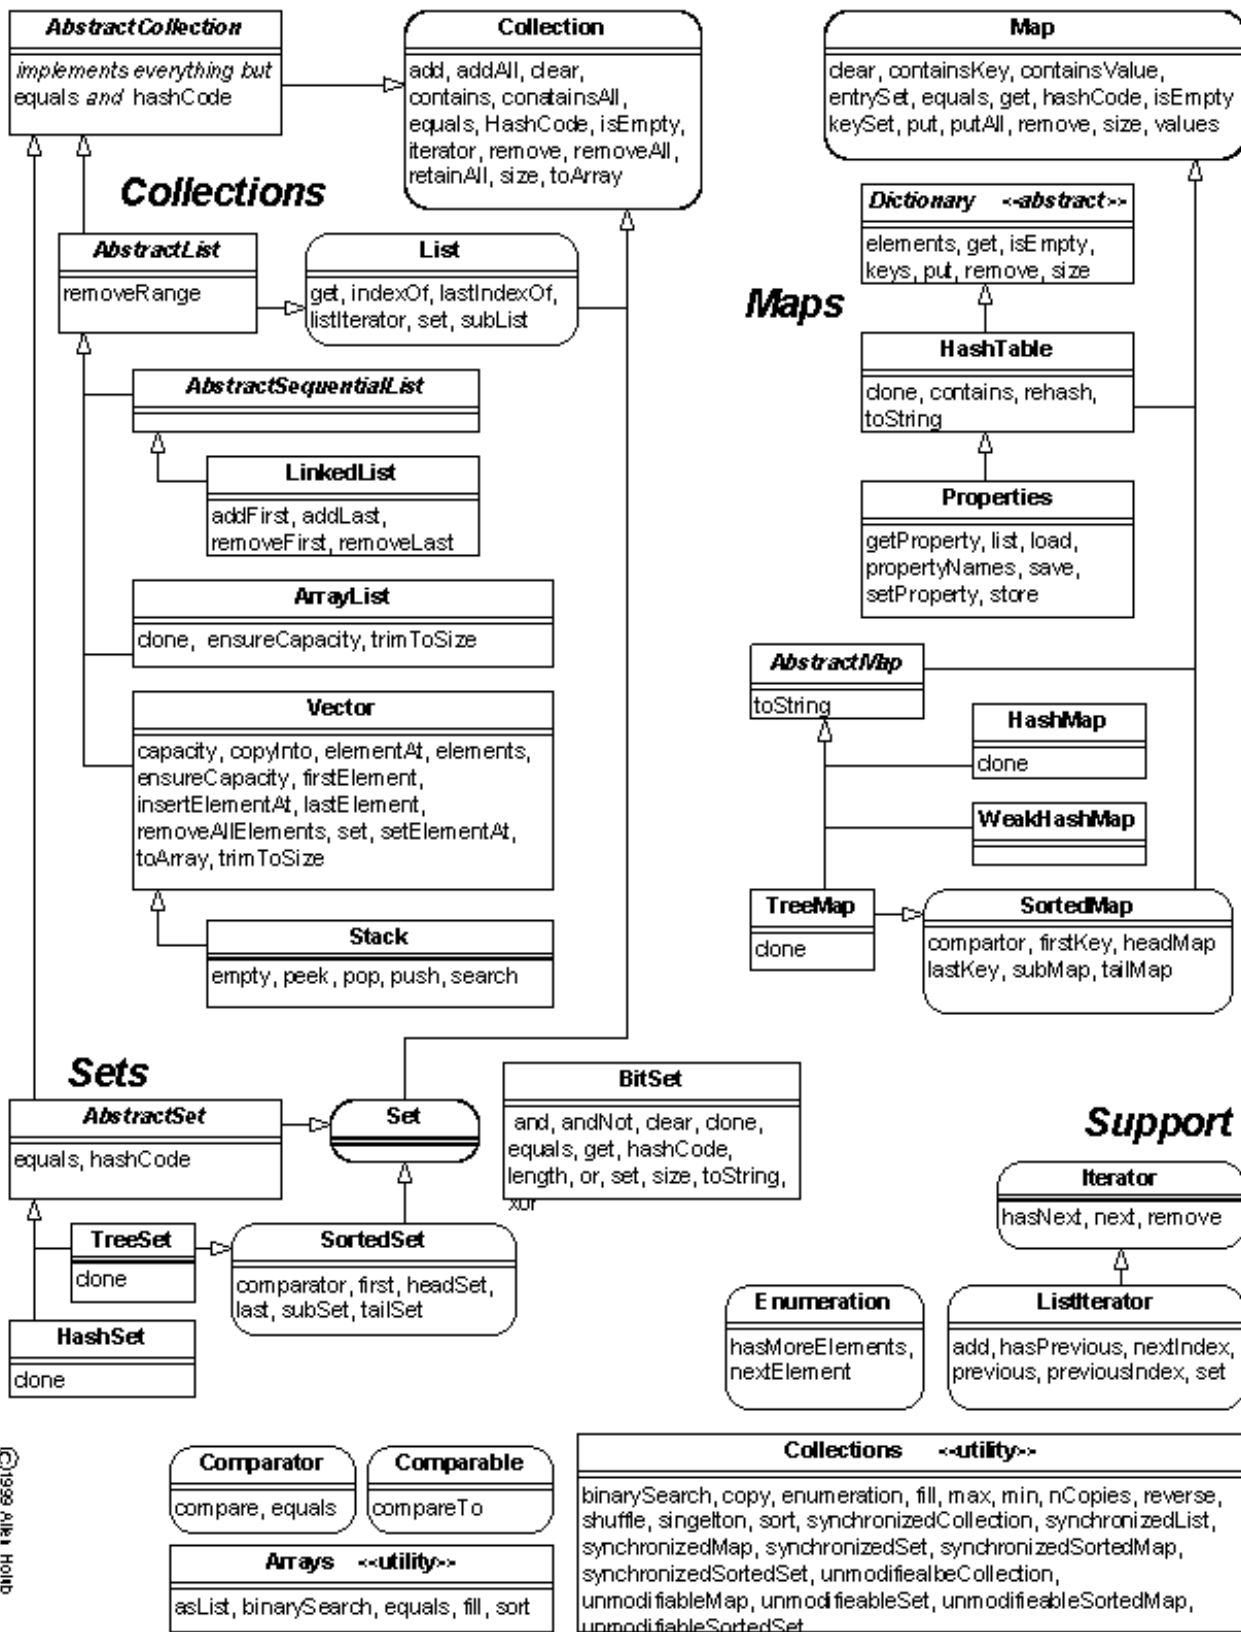 AbstractCollection
implements everything but
equals and hashCode
Collection
add, addAll, clear,
contains, conatainsAll,
equals, HashCode, isEmpty,
iterator, remove, removeAll,
retainAll, size, toArray
Map
clear, containsKey, containsValue,
entrySet, equals, get, hashCode, isEmpty
keySet, put, putAll, remove, size, values
Collections
AbstractList
removeRange
List
get, indexOf, lastIndexOf,
listIterator, set, subList
Dictionary <<abstract>>
elements, get, isEmpty,
keys, put, remove, size
Maps
HashTable
clone, contains, rehash,
toString
AbstractSequentialList
LinkedList
addFirst, addLast,
removeFirst, removeLast
Properties
getProperty, list, load,
propertyNames, save,
setProperty, store
ArrayList
clone, ensureCapacity, trimToSize
AbstractMap
toString
Vector
capacity, copyInto, elementAt, elements,
ensureCapacity, firstElement,
insertElementAt, lastElement,
removeAllElements, set, setElementAt,
toArray, trimToSize
HashMap
clone
WeakHashMap
Stack
empty, peek, pop, push, search
TreeMap
clone
SortedMap
compartor, firstKey, headMap
lastKey, subMap, tailMap
Sets
AbstractSet
equals, hashCode
Set
BitSet
and, andNot, clear, clone,
equals, get, hashCode,
length, or, set, size, toString,
xor
Support
Iterator
hasNext, next, remove
TreeSet
clone
SortedSet
comparator, first, headSet,
last, subSet, tailSet
HashSet
clone
Enumeration
hasMoreElements,
nextElement
ListIterator
add, hasPrevious, nextIndex,
previous, previousIndex, set
Comparator
compare, equals
Comparable
compareTo
Collections <<utility>>
binarySearch, copy, enumeration, fill, max, min, nCopies, reverse,
shuffle, singelton, sort, synchronizedCollection, synchronizedList,
synchronizedMap, synchronizedSet, synchronizedSortedMap,
synchronizedSortedSet, unmodifiealbeCollection,
unmodifiableMap, unmodifieableSet, unmodifieableSortedMap,
unmodifiableSortedSet
Arrays <<utility>>
asList, binarySearch, equals, fill, sort
(C)1999 Allen Holub